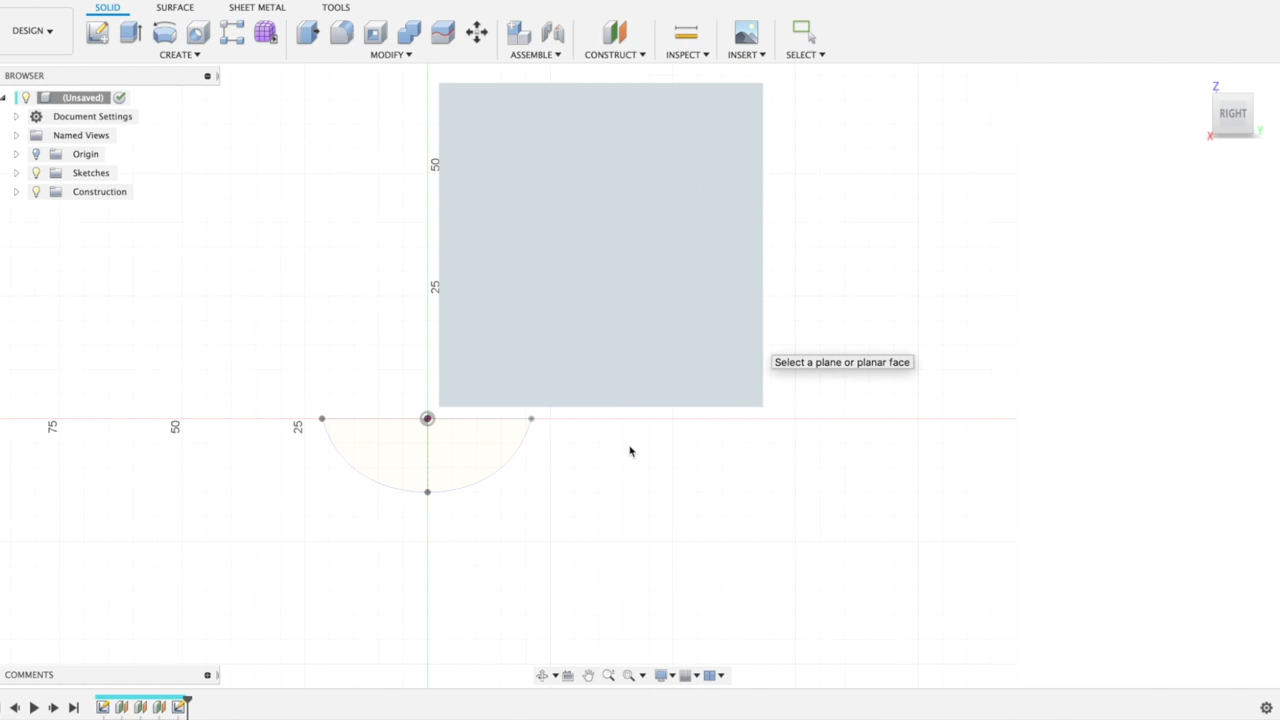 SOLID SURFACE SHEET METAL TOOLS
DESIGN
CREATE MODIFY ASSEMBLE CONSTRUCT INSPECT INSERT SELECT
BROWSER
(Unsaved)
Document Settings
Named Views
Origin
Sketches
Construction
Z
RIGHT
X Y
50
25
Select a plane or planar face
75 50 25
COMMENTS